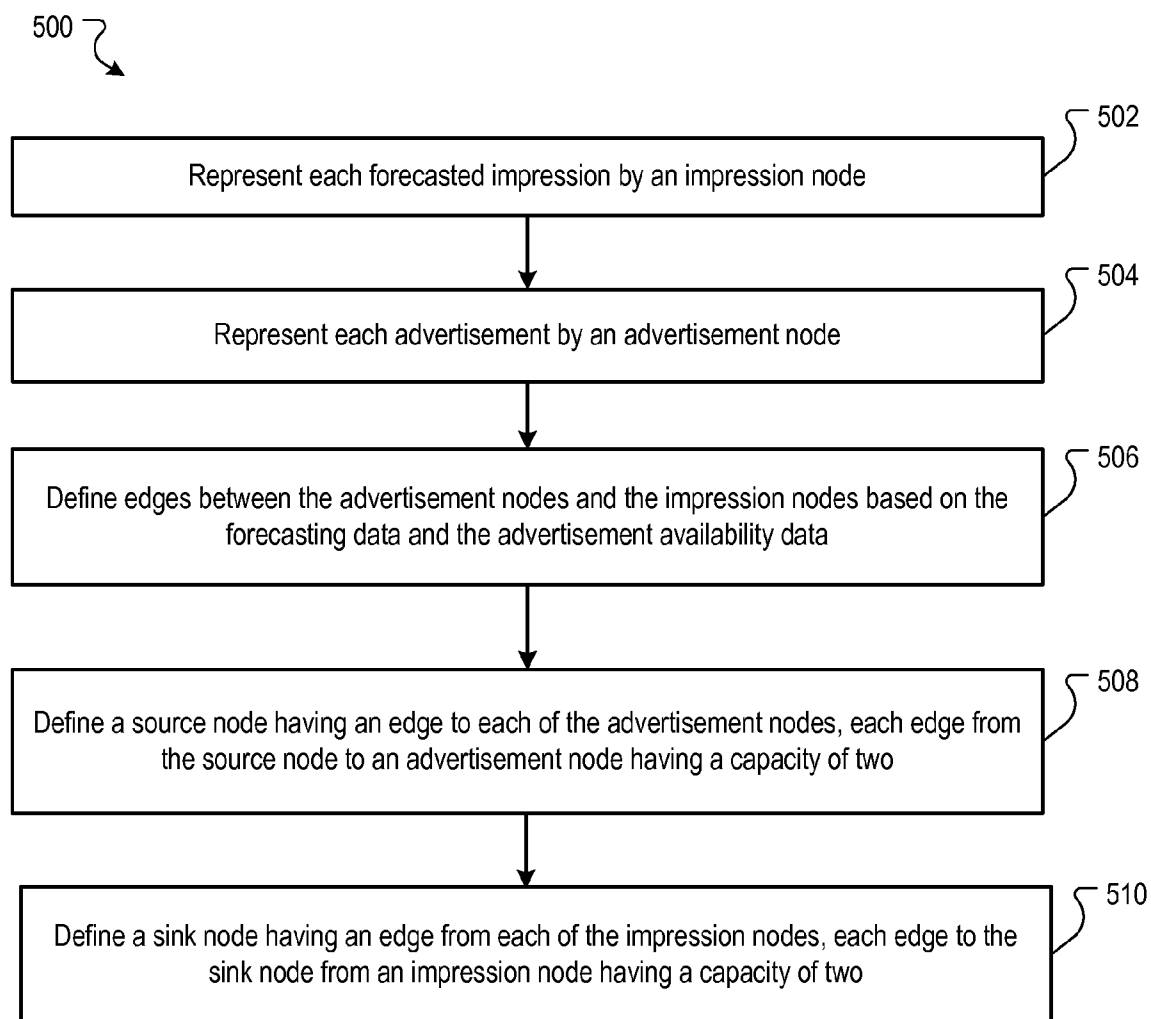 500
502
Represent each forecasted impression by an impression node
504
Represent each advertisement by an advertisement node
506
Define edges between the advertisement nodes and the impression nodes based on the
forecasting data and the advertisement availability data
508
Define a source node having an edge to each of the advertisement nodes, each edge from
the source node to an advertisement node having a capacity of two
510
Define a sink node having an edge from each of the impression nodes, each edge to the
sink node from an impression node having a capacity of two